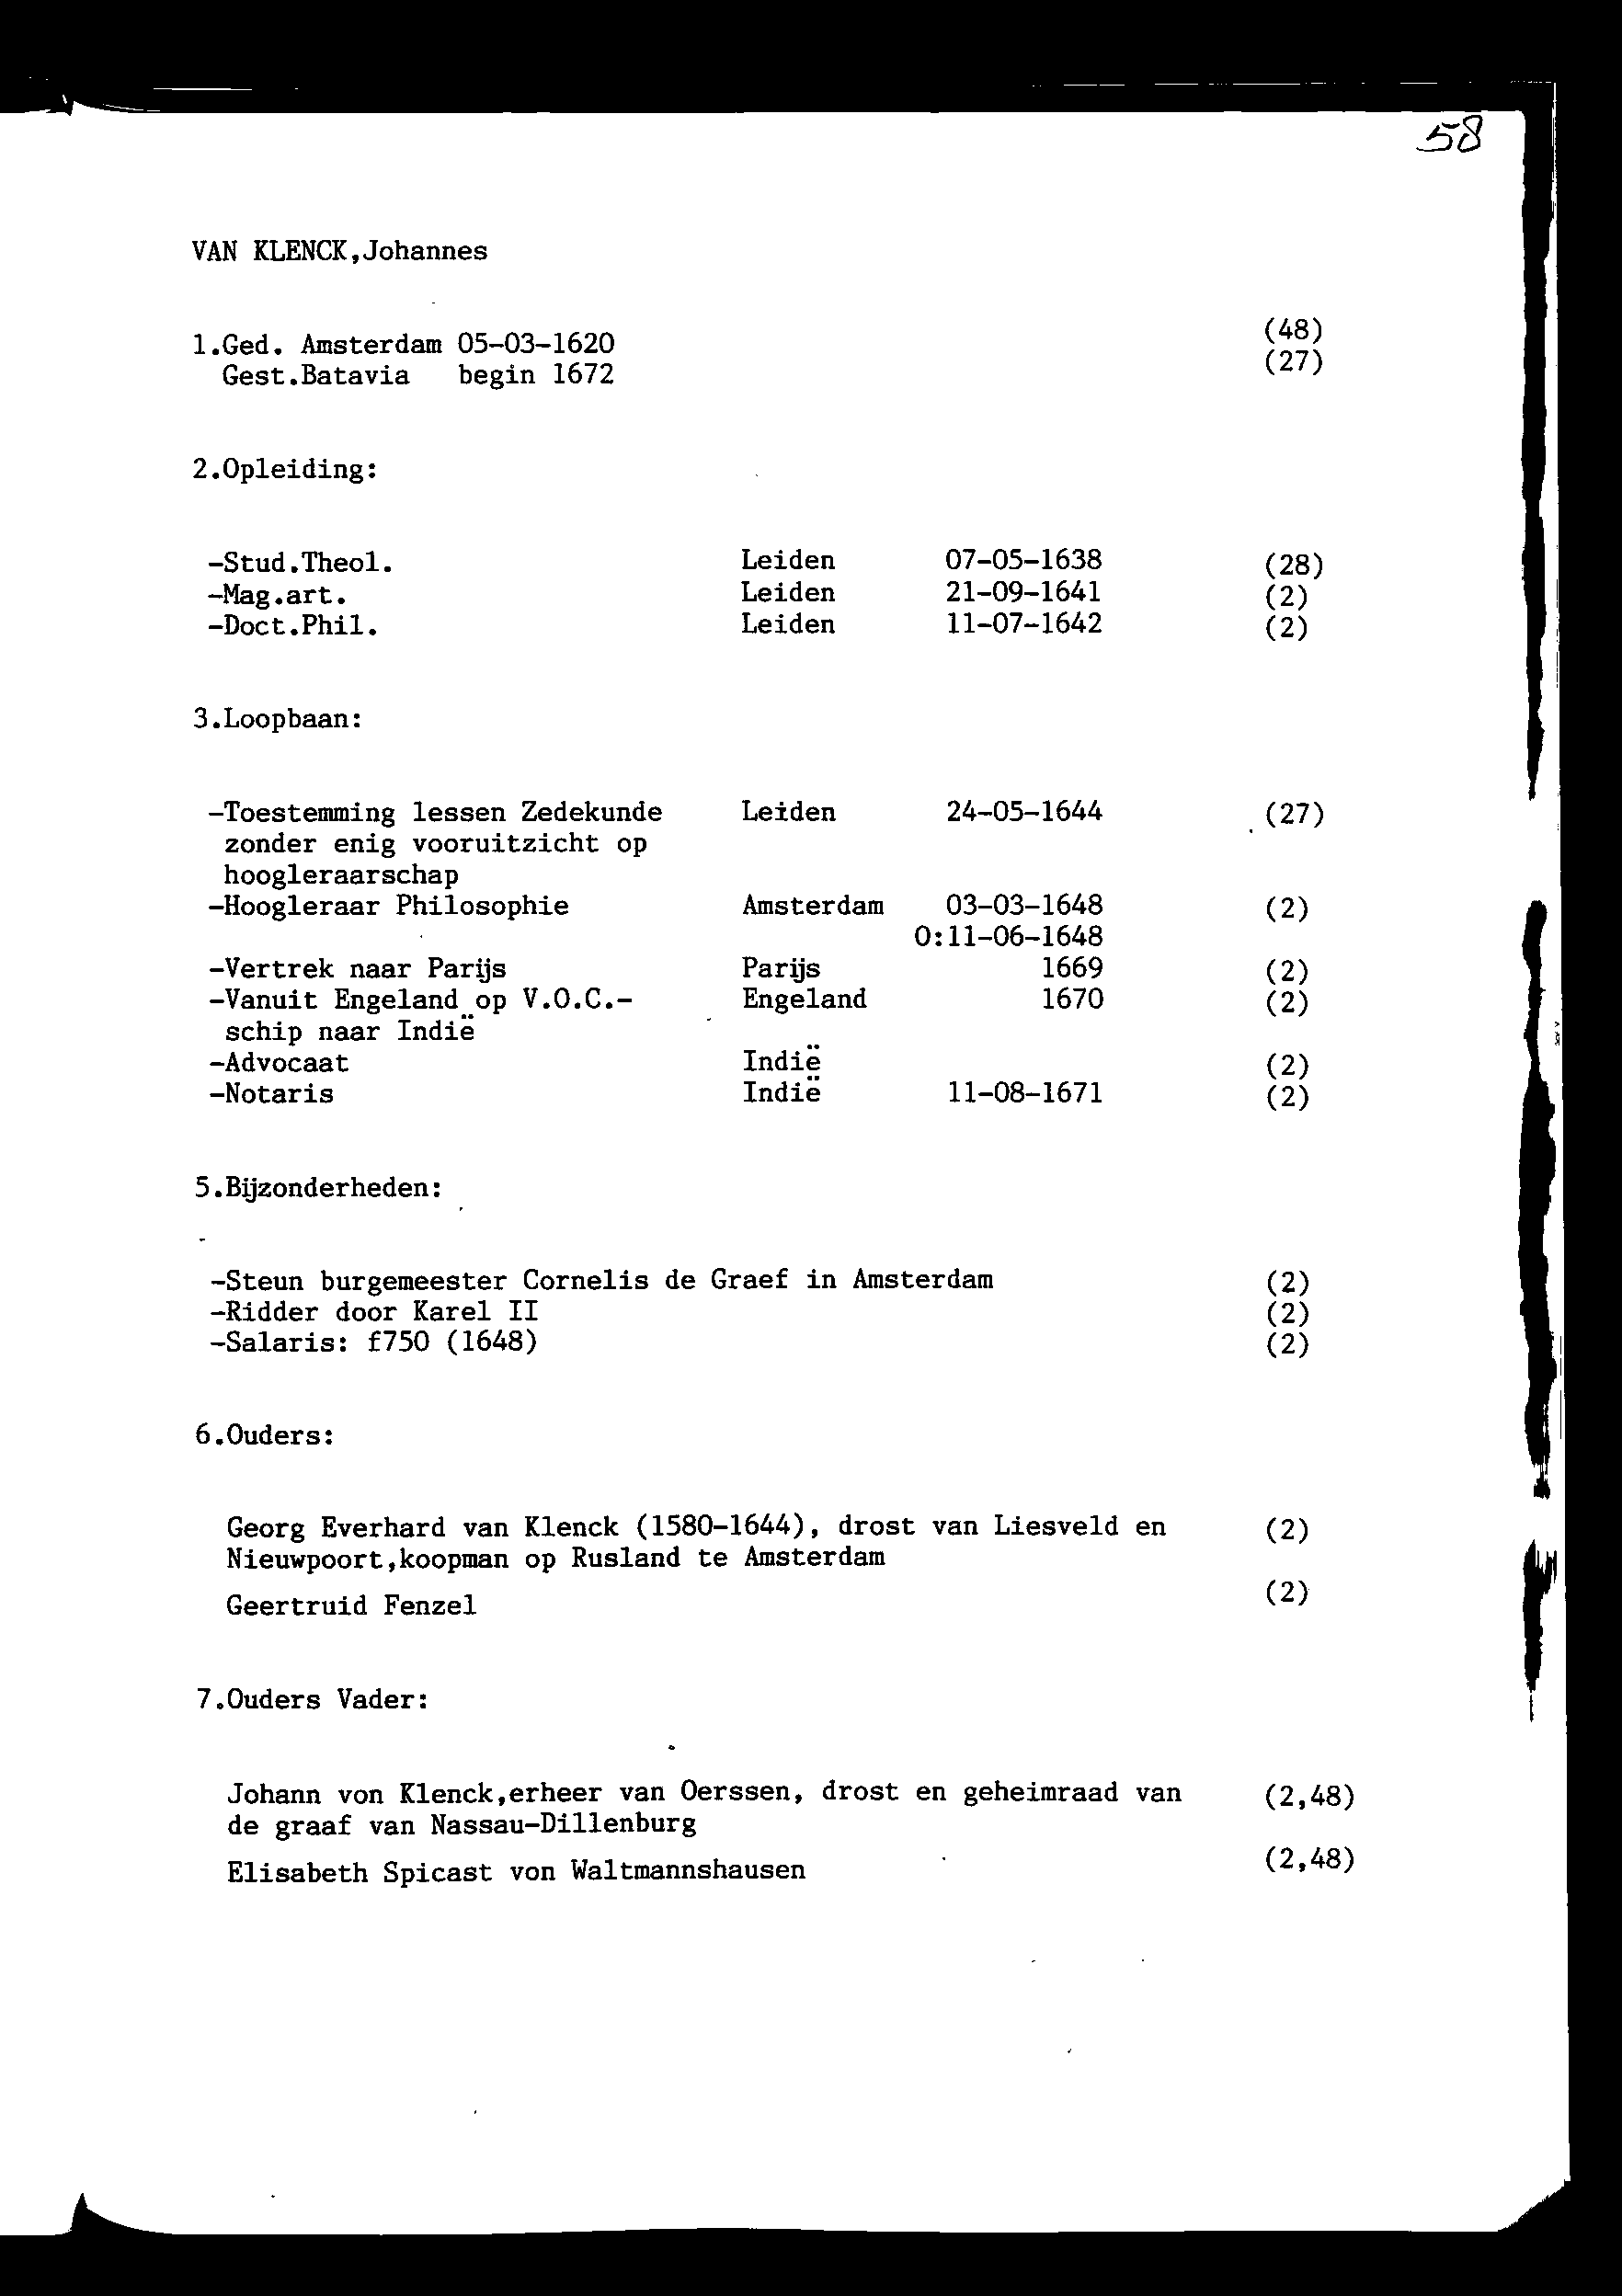 58
VAN KLENCK,Johannes
1.Ged. Amsterdam 05-03-1620 (48)
Gest.Batavia begin 1672 (27)
2.Opleiding:
-Stud.Theol. Leiden 07-05-1638 (28)
-Mag.art. Leiden 21-09-1641 (2)
-Doct.Phil. Leiden 11-07-1642 (2)
3.Loopbaan:
-Toestemming lessen Zedekunde Leiden 24-05-1644 (27)
zonder enig vooruitzicht op
hoogleraarschap
-Hoogleraar Philosophie Amsterdam 03-03-1648 (2)
O:11-06-1648
-Vertrek naar Parijs Parijs 1669 (2)
-Vanuit Engeland op V.O.C.- Engeland 1670 (2)
schip naar Indië
-Advocaat Indië (2)
-Notaris Indië 11-08-1671 (2)
5.Bijzonderheden:
-Steun burgemeester Cornelis de Graef in Amsterdam (2)
-Ridder door Karel II (2)
-Salaris: f750 (1648) (2)
6.Ouders:
Georg Everhard van Klenck (1580-1644), drost van Liesveld en (2)
Nieuwpoort,koopman op Rusland te Amsterdam
Geertruid Fenzel (2)
7.Ouders Vader:
Johann von Klenck,erheer van Oerssen, drost en geheimraad van (2,48)
de graaf van Nassau-Dillenburg
Elisabeth Spicast von Waltmannshausen (2,48)